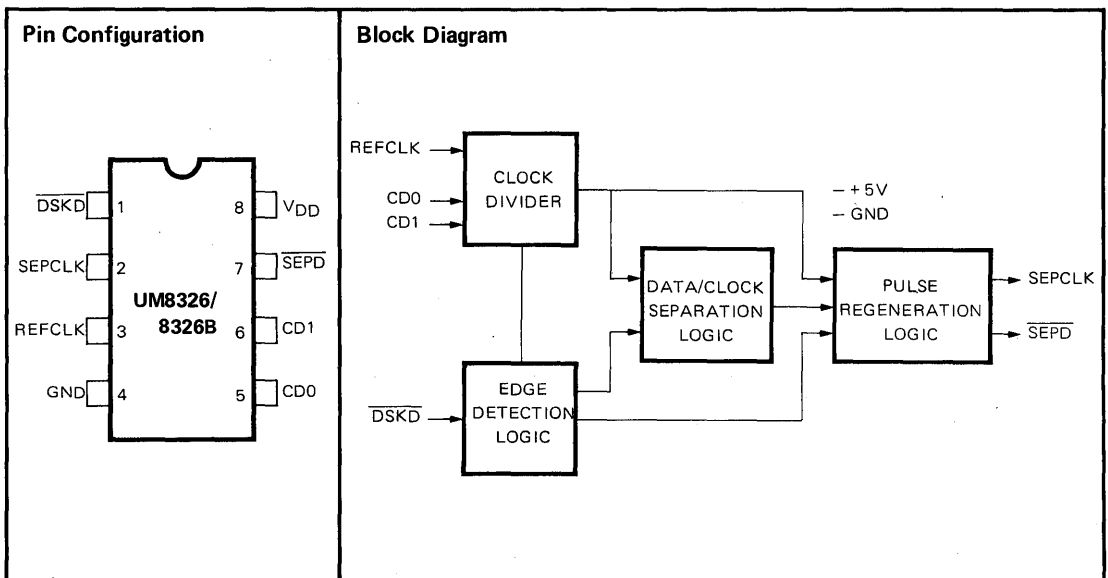 Pin Configuration
DSKD 1
SEPCLK 2
REFCLK 3
GND 4
8 VDD
7 SEPD
6 CD1
5 CD0
UM8326/
8326B
Block Diagram
REFCLK
CD0
CD1
CLOCK
DIVIDER
– +5V
– GND
DATA/CLOCK
SEPARATION
LOGIC
PULSE
REGENERATION
LOGIC
SEPCLK
SEPD
DSKD
EDGE
DETECTION
LOGIC